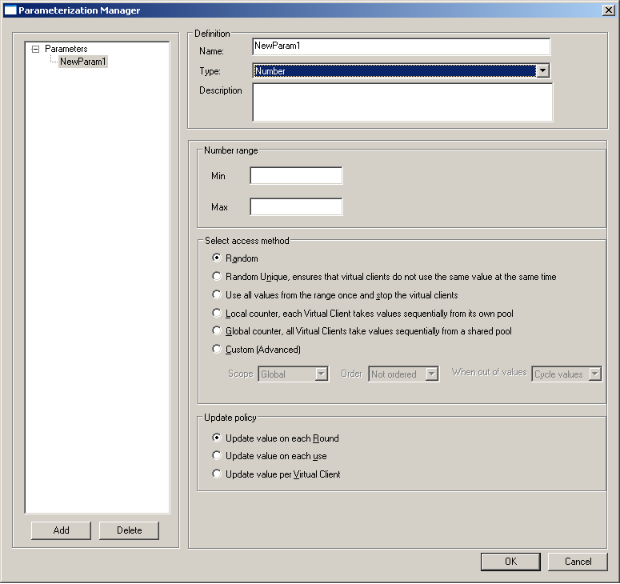 Parameterization Manager
Parameters
NewParam1
Add
Delete
Definition
Name:
NewParam1
Type:
Number
Description
Number range
Min
Max
Select access method
Random
Random Unique, ensures that virtual clients do not use the same value at the same time
Use all values from the range once and stop the virtual clients
Local counter, each Virtual Client takes values sequentially from its own pool
Global counter, all Virtual Clients take values sequentially from a shared pool
Custom (Advanced)
Scope Global Order Not ordered When out of values Cycle values
Update policy
Update value on each Round
Update value on each use
Update value per Virtual Client
OK
Cancel